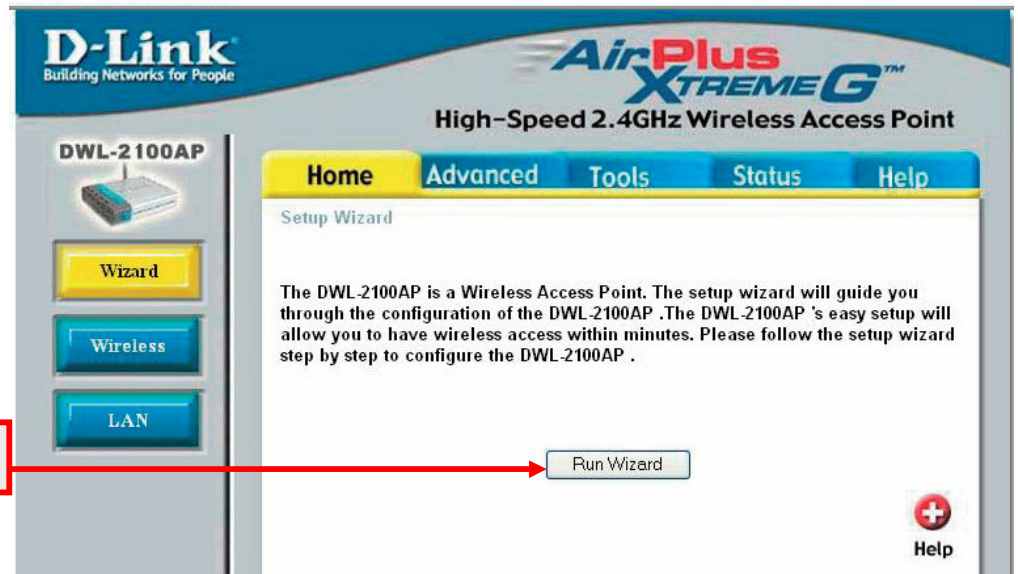 D-Link
Building Networks for People
AirPlus
XTREME G™
High-Speed 2.4GHz Wireless Access Point
DWL-2100AP
Home
Advanced
Tools
Status
Help
Wizard
Wireless
LAN
Setup Wizard
The DWL-2100AP is a Wireless Access Point. The setup wizard will guide you
through the configuration of the DWL-2100AP .The DWL-2100AP 's easy setup will
allow you to have wireless access within minutes. Please follow the setup wizard
step by step to configure the DWL-2100AP .
Run Wizard
Help